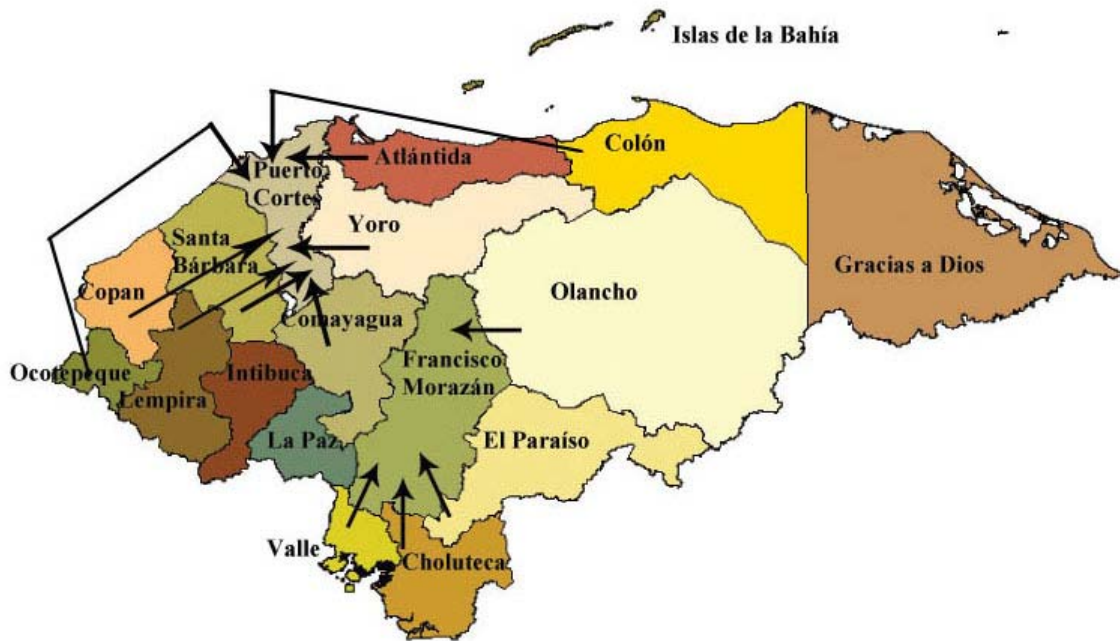 Islas de la Bahía
Colón
Atlántida
Puerto
Cortes
Yoro
Santa
Bárbara
Gracias a Dios
Copan
Olancho
Comayagua
Francisco
Morazán
Ocotepeque
Intibuca
Lempira
La Paz
El Paraíso
Valle
Choluteca